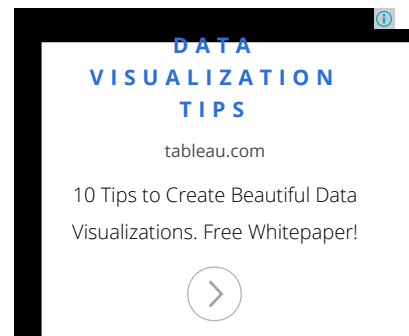 DATA
VISUALIZATION
TIPS
tableau.com
10 Tips to Create Beautiful Data
Visualizations. Free Whitepaper!